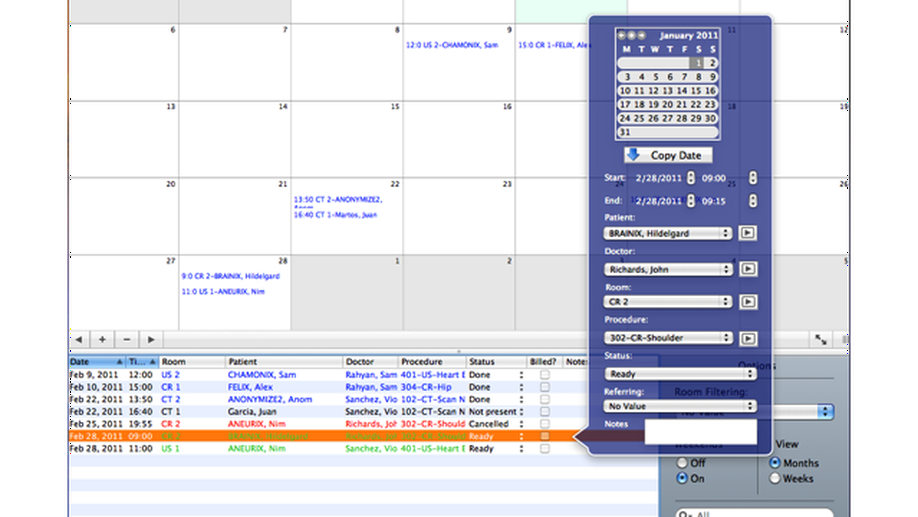 6 7 8 9 11
12:0 US 2-CHAMONIX, Sam
15:0 CR 1-FELIX, Ale
13 14 15 16 18
20 21 22 23
13:50 CT 2-ANONYMIZE2,
16:40 CT 1-Martos, Juan
27 28 1 2
9:0 CR 2-BRAINIX, Hildelgard
11:0 US 1-ANEURIX, Nim
January 2011
M T W T F S S
1 2
3 4 5 6 7 8 9
10 11 12 13 14 15 16
17 18 19 20 21 22 23
24 25 26 27 28 29 30
31
Copy Date
Start: 2/28/2011 09:00
End: 2/28/2011 09:15
Patient:
BRAINIX, Hildelgard
Doctor:
Richards, John
Room:
CR 2
Procedure:
302-CR-Shoulder
Status:
Ready
Referring:
No Value
Notes
Date Ti... Room Patient Doctor Procedure Status Billed? Notes
Feb 9, 2011 12:00 US 2 CHAMONIX, Sam Rahyan, Sam 401-US-Heart E Done
Feb 10, 2011 15:00 CR 1 FELIX, Alex Rahyan, Sam 304-CR-Hip Done
Feb 22, 2011 13:50 CT 2 ANONYMIZE2, Anom Sanchez, Vio 102-CT-Scan N Done
Feb 22, 2011 16:40 CT 1 Garcia, Juan Sanchez, Vio 102-CT-Scan N Not present
Feb 25, 2011 19:55 CR 2 ANEURIX, Nim Richards, Joh 302-CR-Should Cancelled
Feb 28, 2011 09:00 CR 2 BRAINIX, Hildelgard Richards, Joh 302-CR-Should Ready
Feb 28, 2011 11:00 US 1 ANEURIX, Nim Sanchez, Vio 401-US-Heart E Ready
Options
Room Filtering:
No Value
Weekends View
Off Months
On Weeks
All